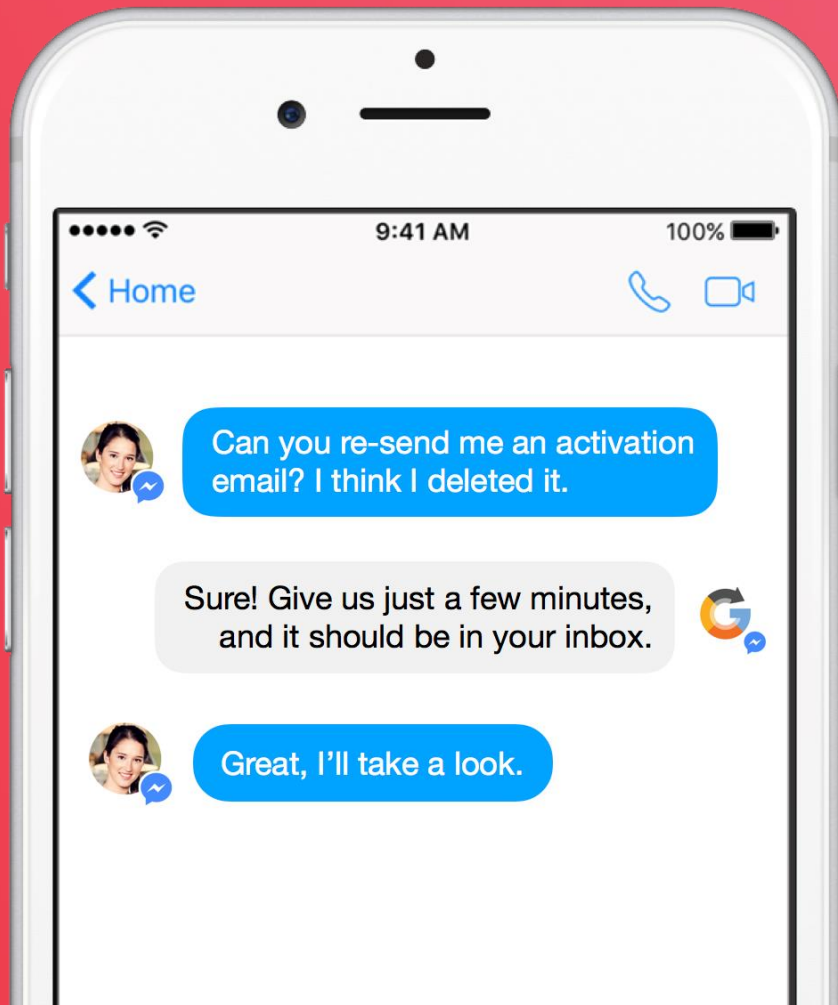 9:41 AM
100%
Home
Can you re-send me an activation
email? I think I deleted it.
Sure! Give us just a few minutes,
and it should be in your inbox.
Great, I’ll take a look.